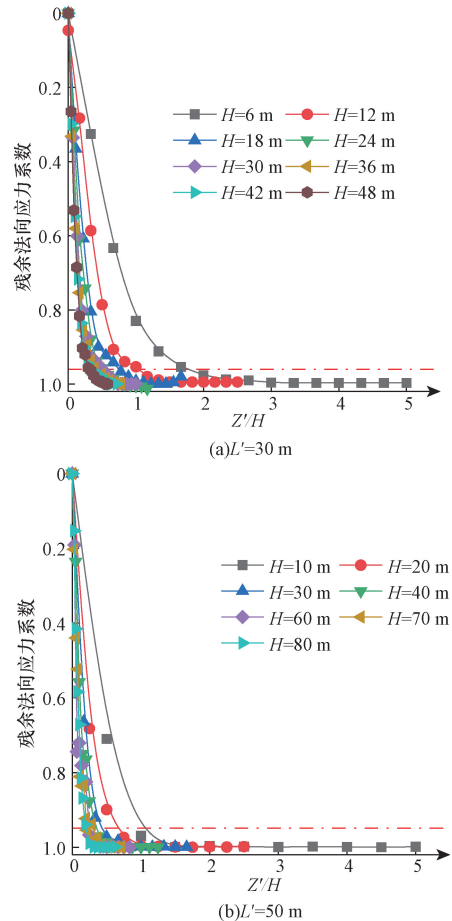 0
0.2
0.4
0.6
0.8
1.0
残余法向应力系数
H=6 m H=12 m
H=18 m H=24 m
H=30 m H=36 m
H=42 m H=48 m
0 1 2 3 4 5
Z′/H
(a)L′=30 m
0
0.2
0.4
0.6
0.8
1.0
残余法向应力系数
H=10 m H=20 m
H=30 m H=40 m
H=60 m H=70 m
H=80 m
0 1 2 3 4 5
Z′/H
(b)L′=50 m